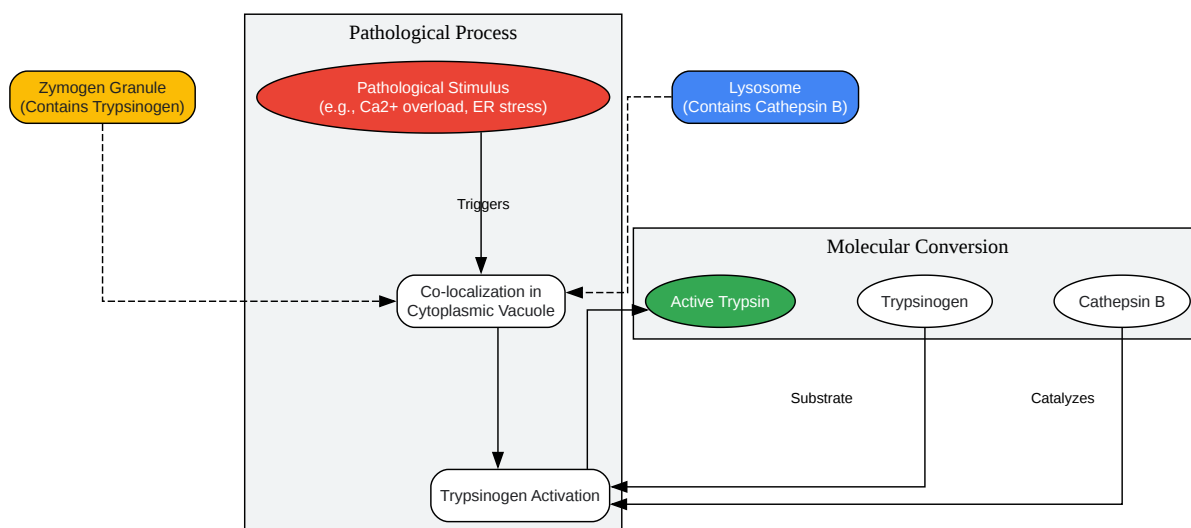 Pathological Process
Zymogen Granule
(Contains Trypsinogen)
Pathological Stimulus
(e.g., Ca2+ overload, ER stress)
Lysosome
(Contains Cathepsin B)
Triggers
Molecular Conversion
Co-localization in
Cytoplasmic Vacuole
Active Trypsin
Trypsinogen
Cathepsin B
Substrate
Catalyzes
Trypsinogen Activation